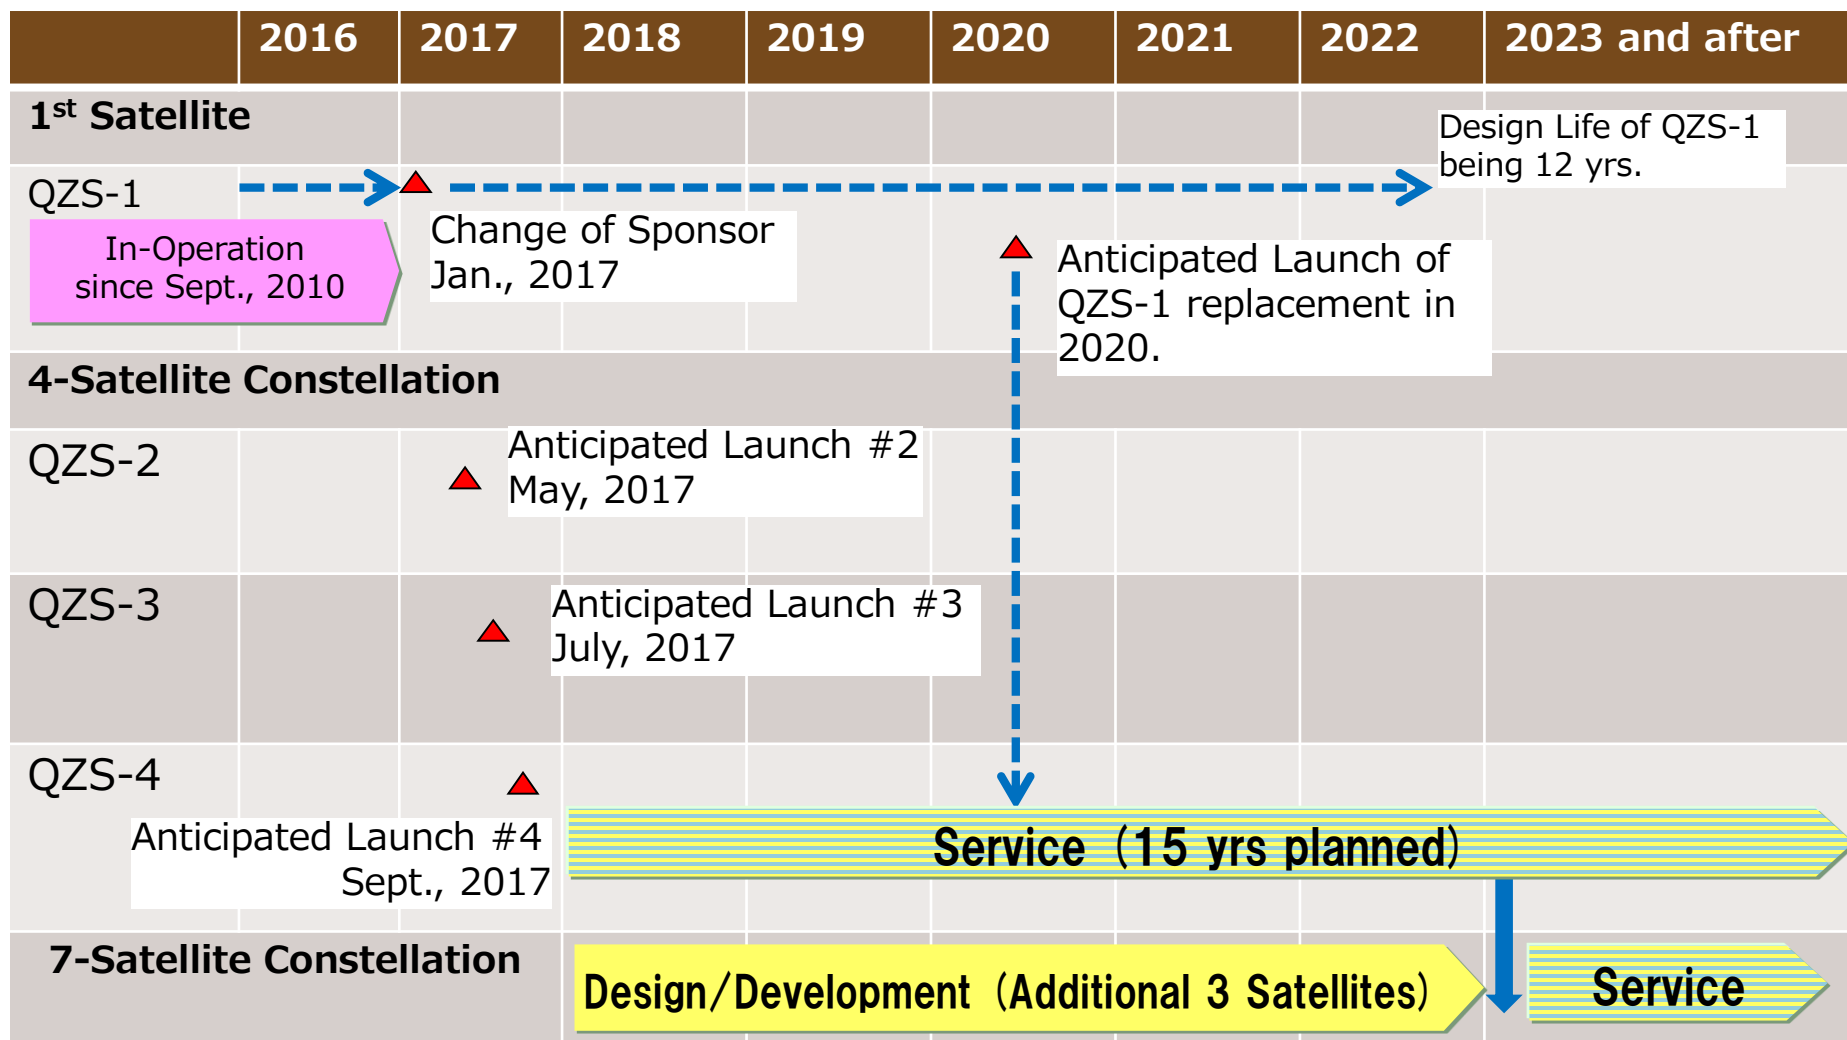 2016 2017 2018 2019 2020 2021 2022 2023 and after
1st Satellite
Design Life of QZS-1
being 12 yrs.
QZS-1
In-Operation
since Sept., 2010
Change of Sponsor
Jan., 2017
Anticipated Launch of
QZS-1 replacement in
2020.
4-Satellite Constellation
QZS-2
Anticipated Launch #2
May, 2017
QZS-3
Anticipated Launch #3
July, 2017
QZS-4
Anticipated Launch #4
Sept., 2017
Service (15 yrs planned)
7-Satellite Constellation
Design/Development (Additional 3 Satellites)
Service